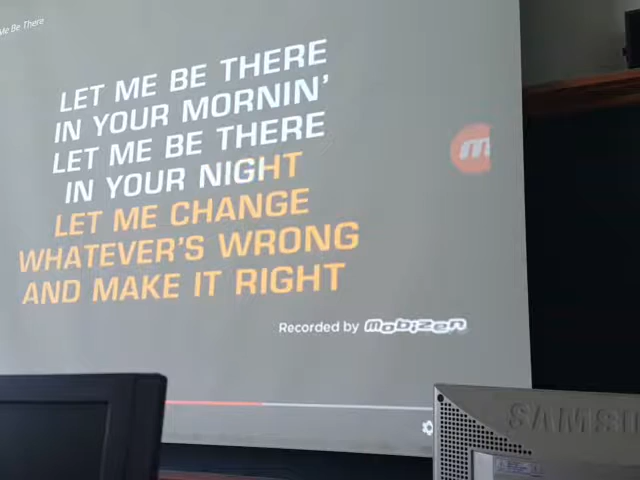 Me Be There
LET ME BE THERE
IN YOUR MORNIN'
LET ME BE THERE
IN YOUR NIGHT
LET ME CHANGE
WHATEVER'S WRONG
AND MAKE IT RIGHT
m
Recorded by mobizen
SAMSUN